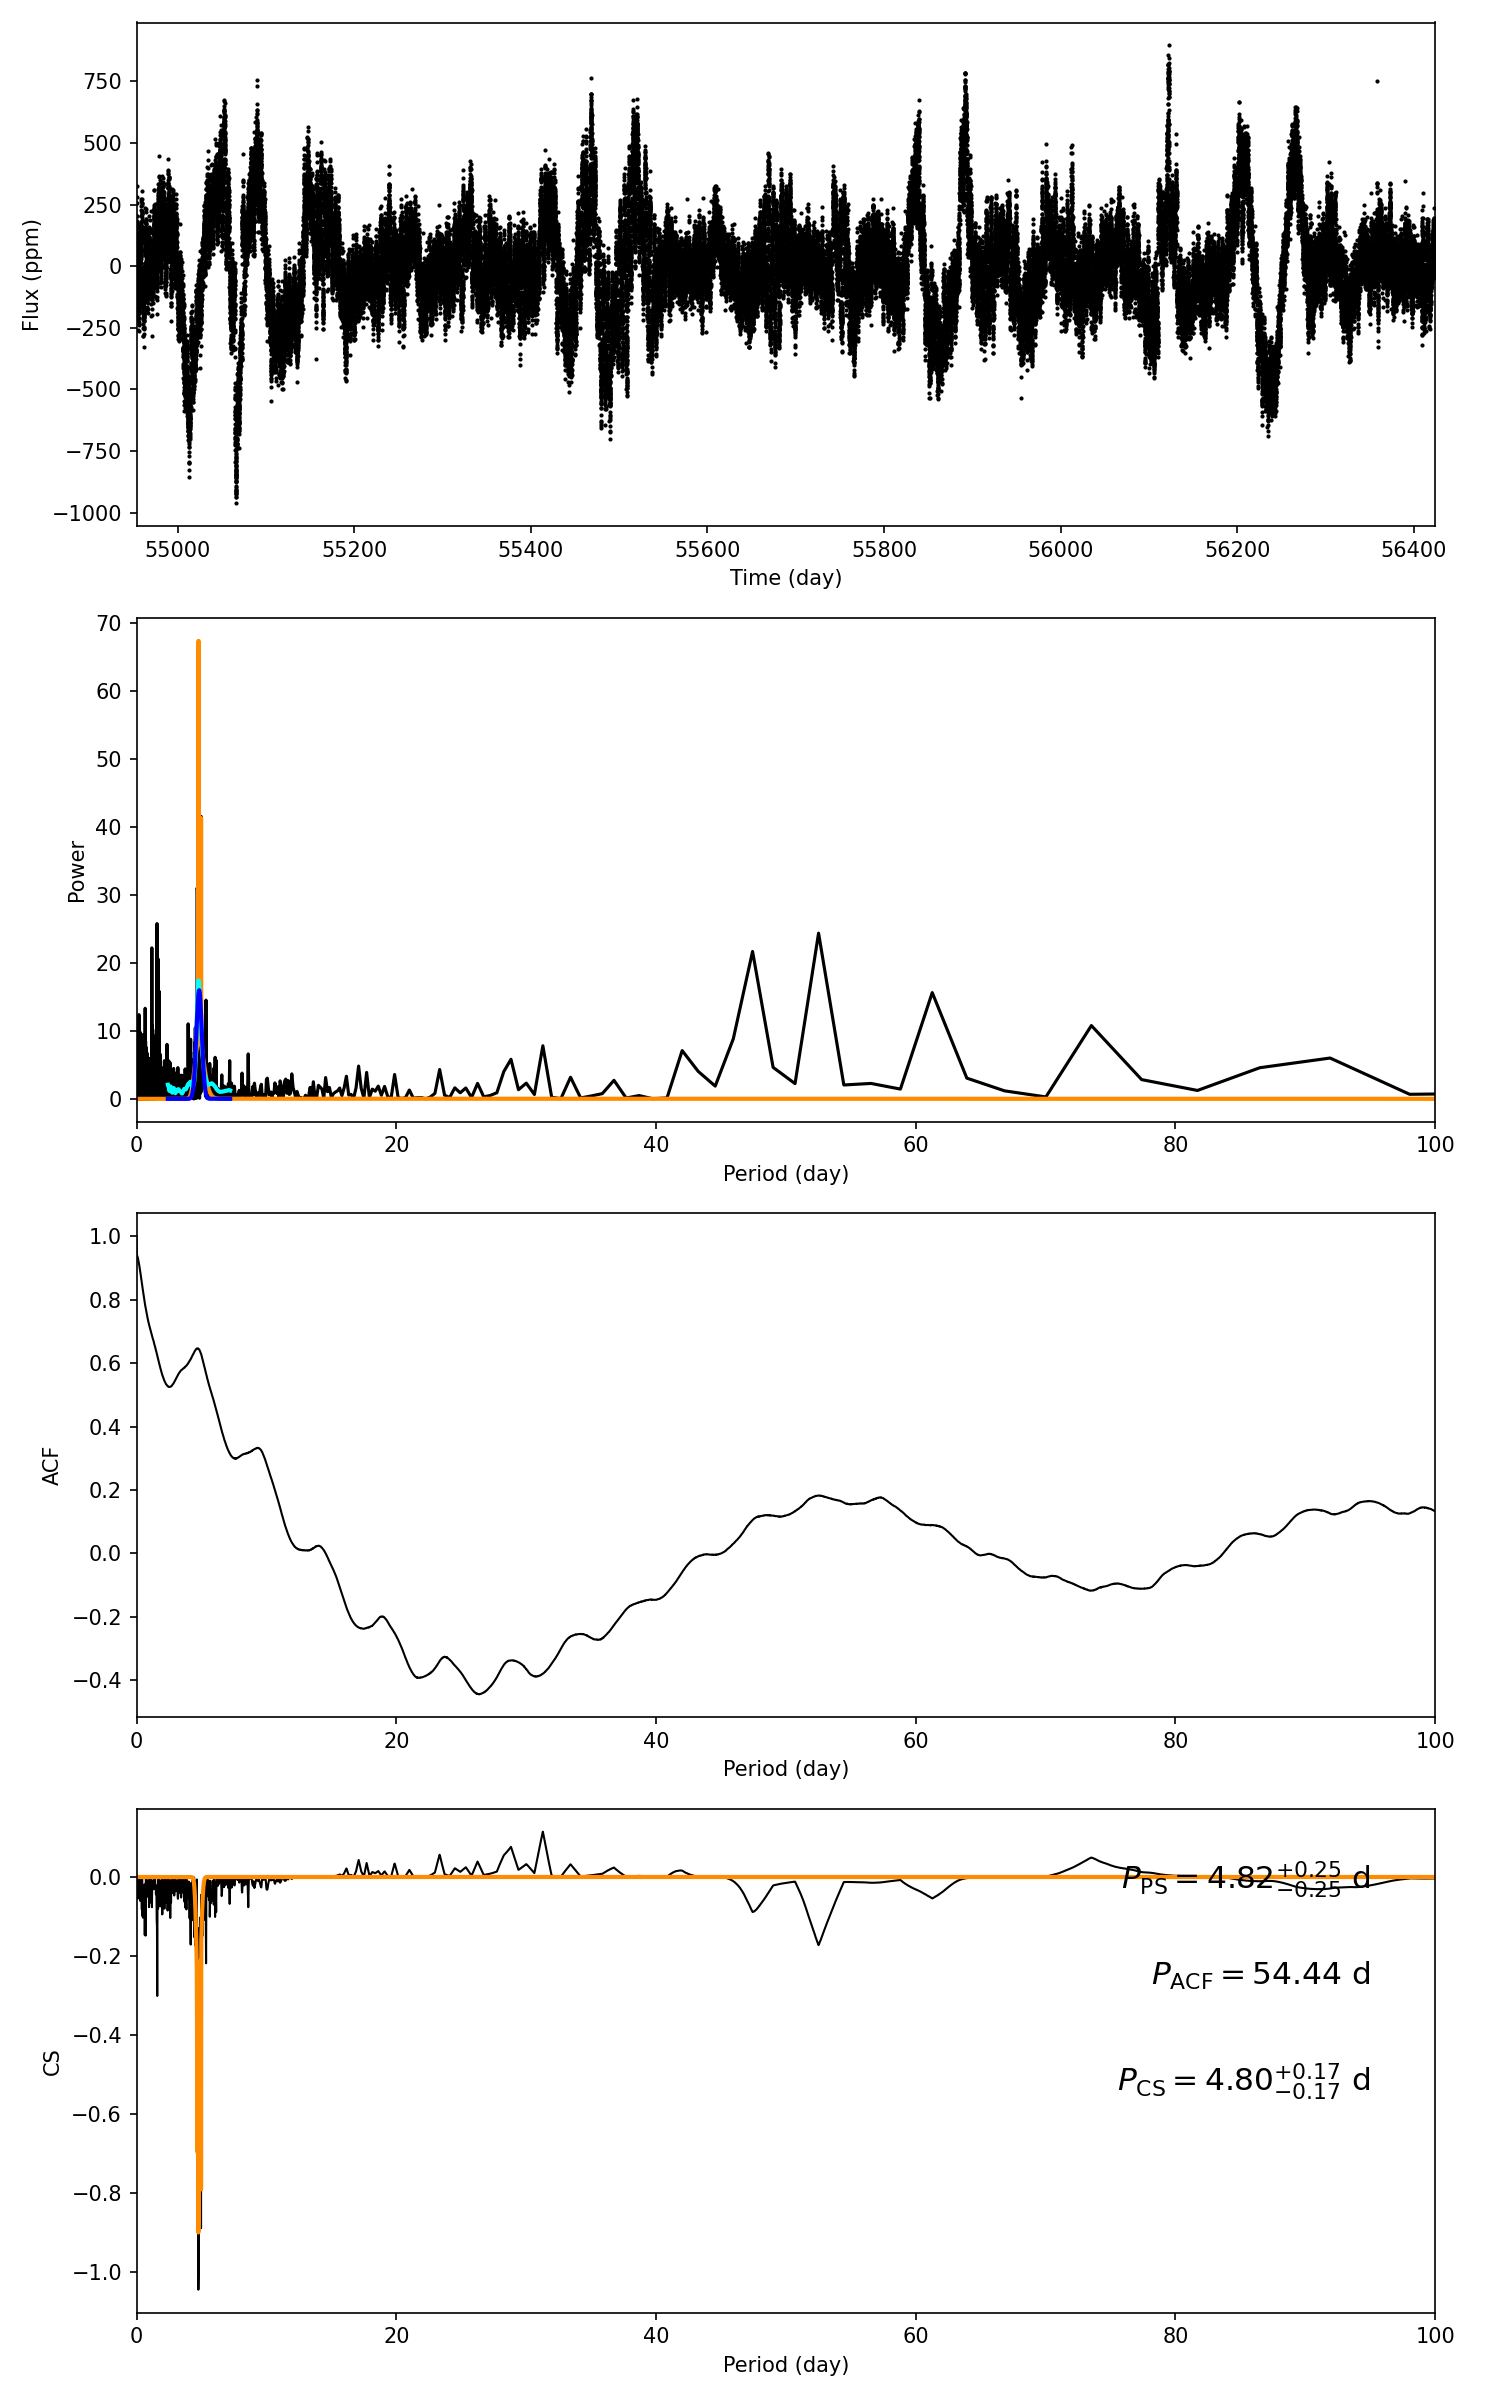 750
500
250
0
−250
−500
−750
−1000
Flux (ppm)
55000 55200 55400 55600 55800 56000 56200 56400
Time (day)
70
60
50
40
30
20
10
0
Power
0 20 40 60 80 100
Period (day)
1.0
0.8
0.6
0.4
0.2
0.0
−0.2
−0.4
ACF
0 20 40 60 80 100
Period (day)
0.0
−0.2
−0.4
−0.6
−0.8
−1.0
CS
P_PS = 4.82^{+0.25}_{−0.25} d
P_ACF = 54.44 d
P_CS = 4.80^{+0.17}_{−0.17} d
0 20 40 60 80 100
Period (day)